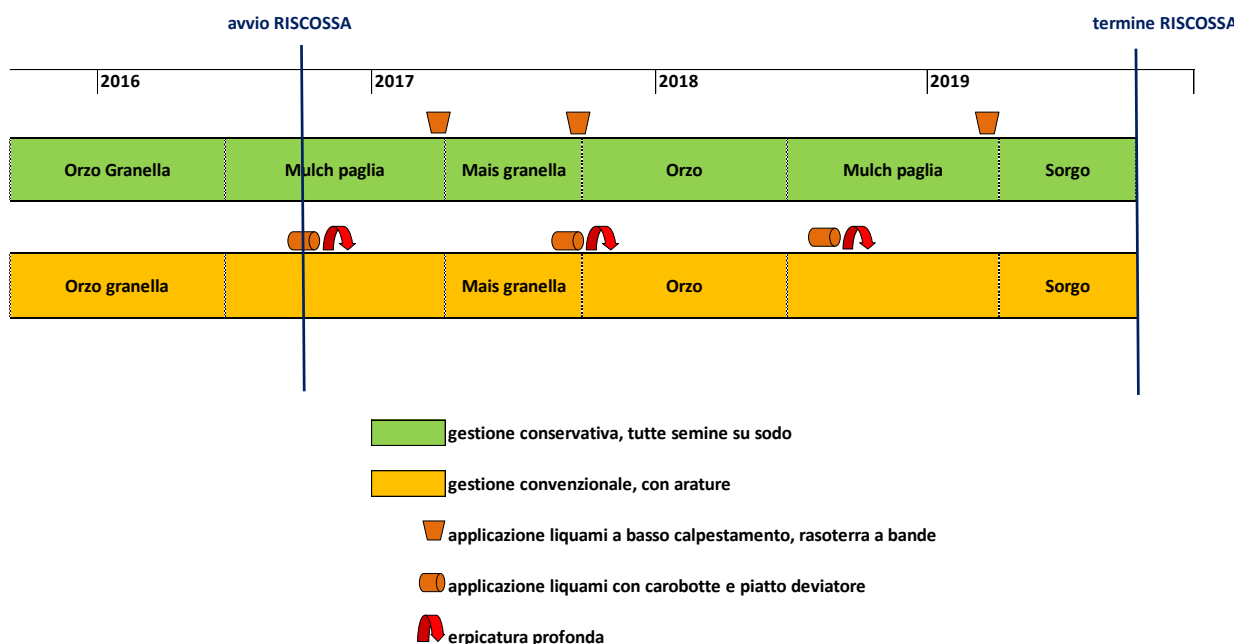 avvio RISCOSSA
termine RISCOSSA
2016
2017
2018
2019
Orzo Granella
Mulch paglia
Mais granella
Orzo
Mulch paglia
Sorgo
Orzo granella
Mais granella
Orzo
Sorgo
gestione conservativa, tutte semine su sodo
gestione convenzionale, con arature
applicazione liquami a basso calpestamento, rasoterra a bande
applicazione liquami con carobotte e piatto deviatore
erpicatura profonda